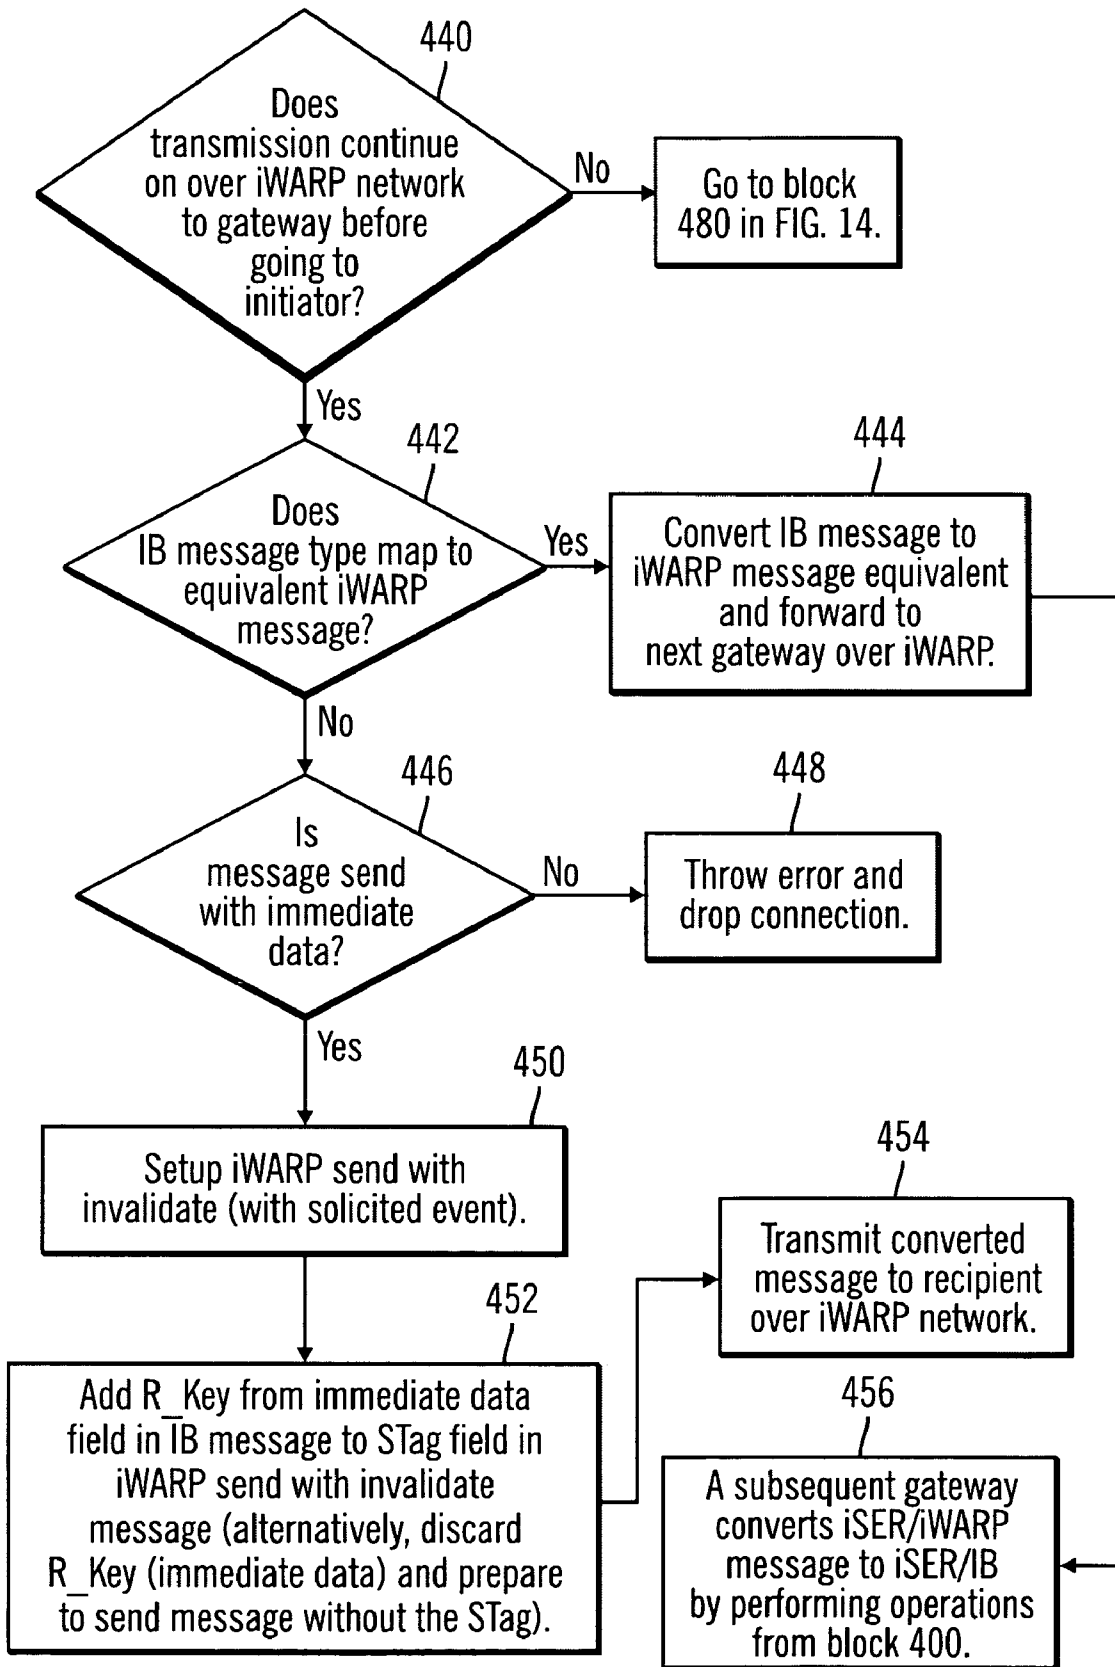 440
Does
transmission continue
on over iWARP network
to gateway before
going to
initiator?
No
Go to block
480 in FIG. 14.
Yes
442
Does
IB message type map to
equivalent iWARP
message?
Yes
444
Convert IB message to
iWARP message equivalent
and forward to
next gateway over iWARP.
No
446
Is
message send
with immediate
data?
No
448
Throw error and
drop connection.
Yes
450
Setup iWARP send with
invalidate (with solicited event).
452
Add R_Key from immediate data
field in IB message to STag field in
iWARP send with invalidate
message (alternatively, discard
R_Key (immediate data) and prepare
to send message without the STag).
454
Transmit converted
message to recipient
over iWARP network.
456
A subsequent gateway
converts iSER/iWARP
message to iSER/IB
by performing operations
from block 400.